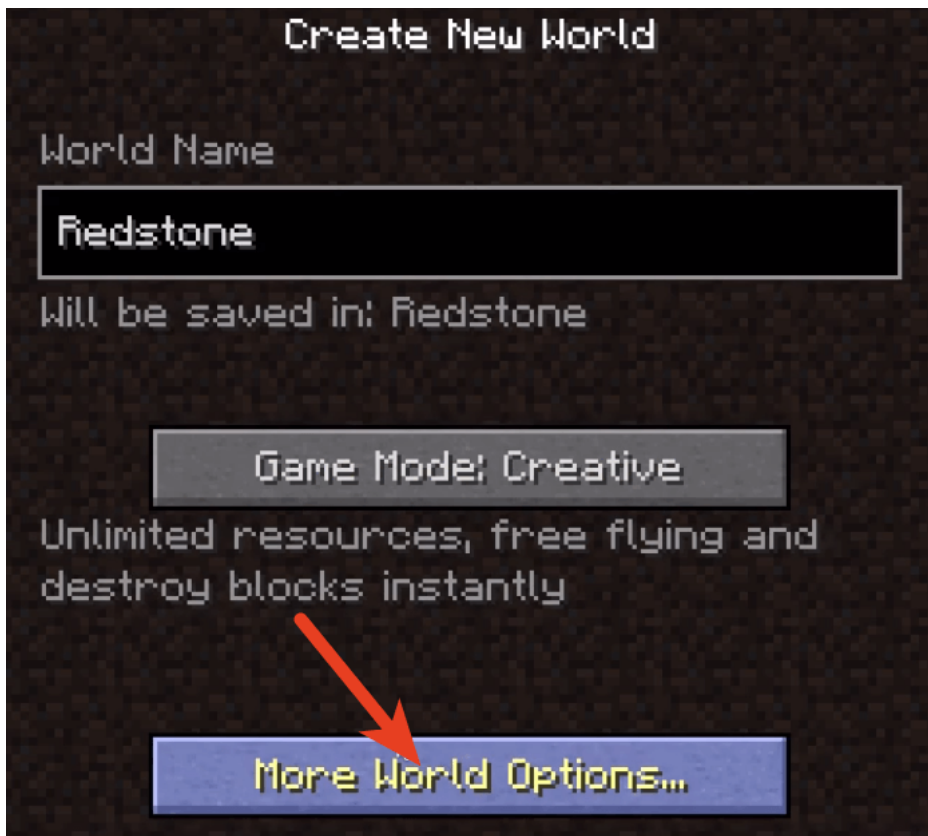 Create New World
World Name
Redstone
Will be saved in: Redstone
Game Mode: Creative
Unlimited resources, free flying and
destroy blocks instantly
More World Options...